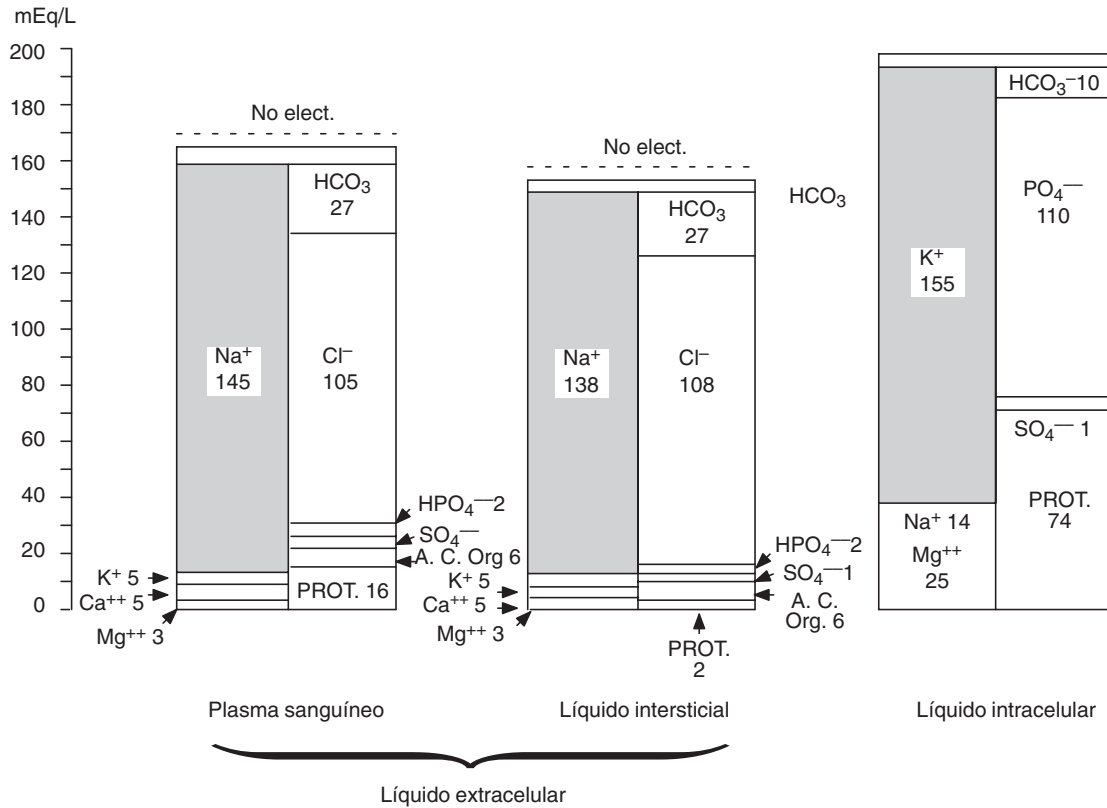 mEq/L
200
180
160
140
120
100
80
60
40
20
0
No elect.
HCO₃
27
Na⁺
145
Cl⁻
105
HPO₄—2
SO₄—
A. C. Org 6
PROT. 16
K⁺ 5
Ca⁺⁺ 5
Mg⁺⁺ 3
Plasma sanguíneo
No elect.
HCO₃
27
Na⁺
138
Cl⁻
108
HPO₄—2
SO₄—1
A. C.
Org. 6
K⁺ 5
Ca⁺⁺ 5
Mg⁺⁺ 3
PROT.
2
Líquido intersticial
HCO₃
HCO₃–10
PO₄—
110
K⁺
155
SO₄— 1
PROT.
74
Na⁺ 14
Mg⁺⁺
25
Líquido intracelular
Líquido extracelular